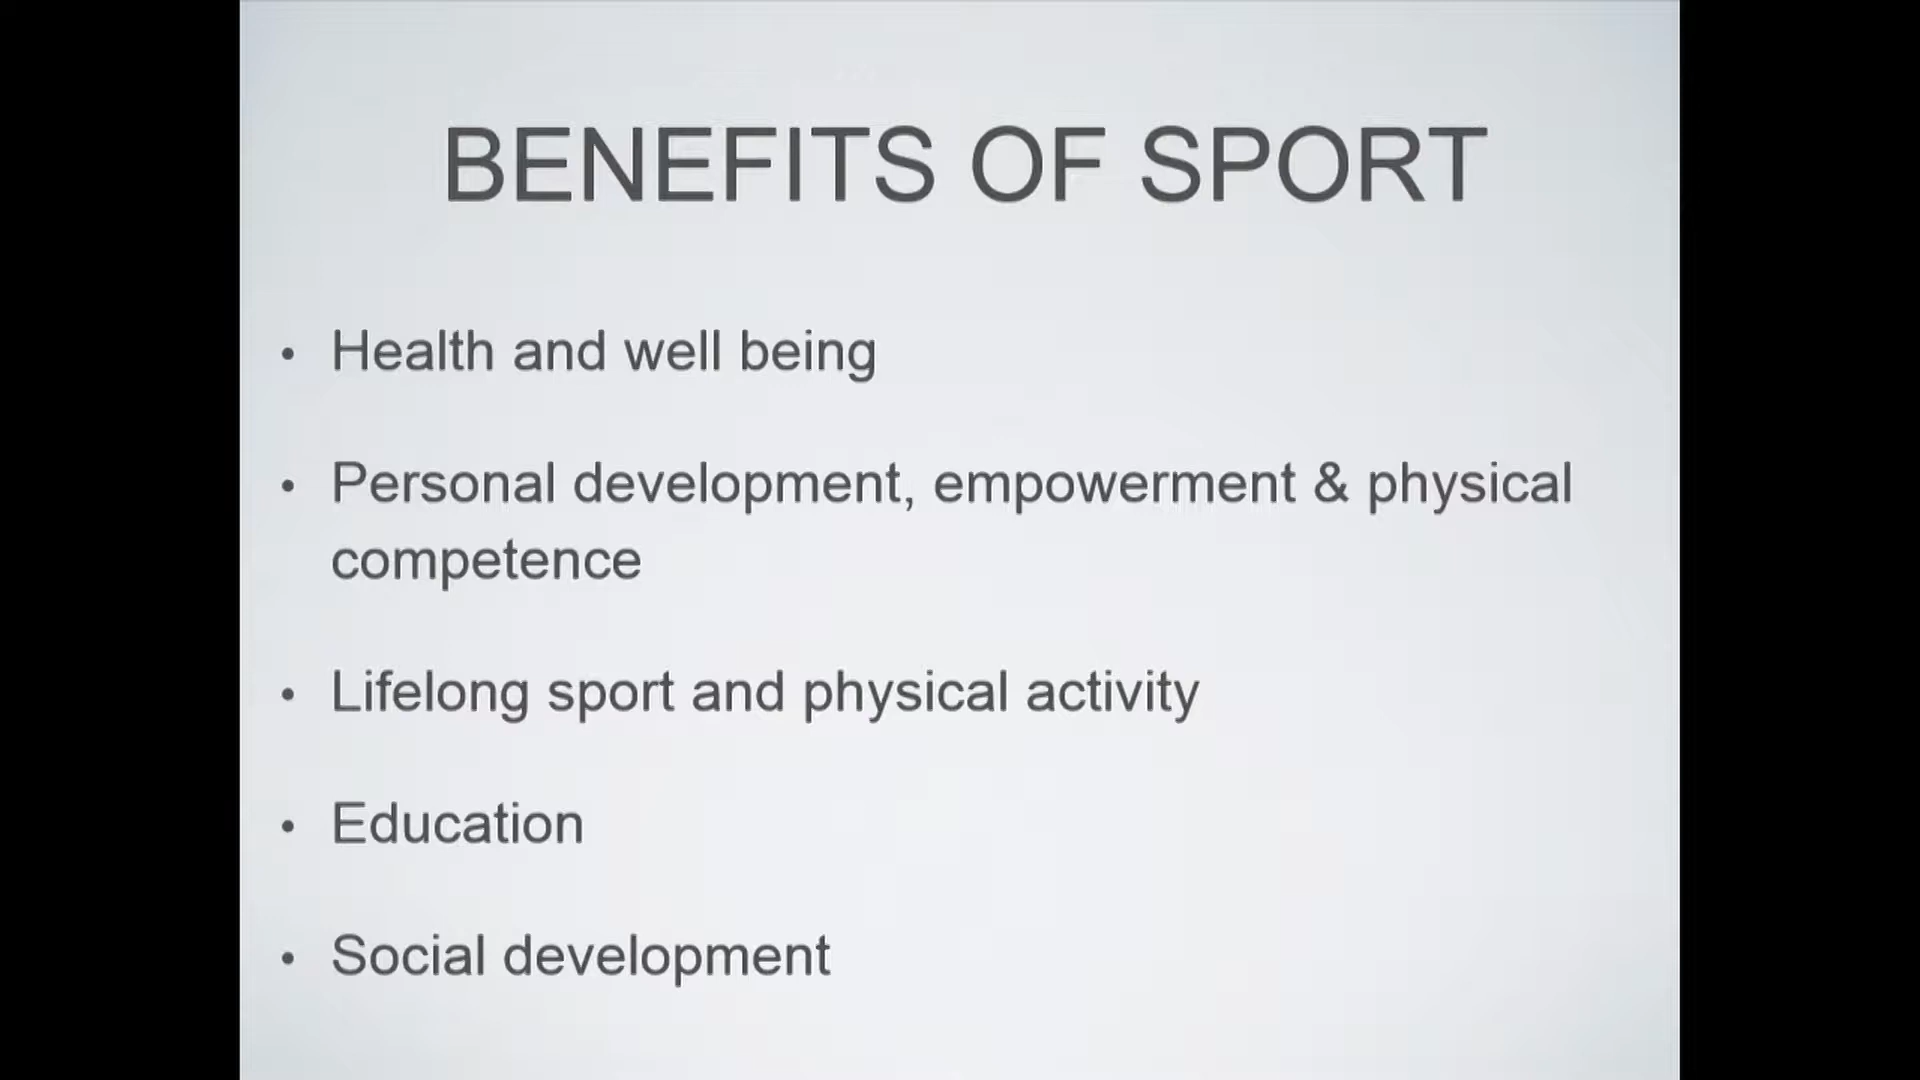 BENEFITS OF SPORT
• Health and well being
• Personal development, empowerment & physical
competence
• Lifelong sport and physical activity
• Education
• Social development